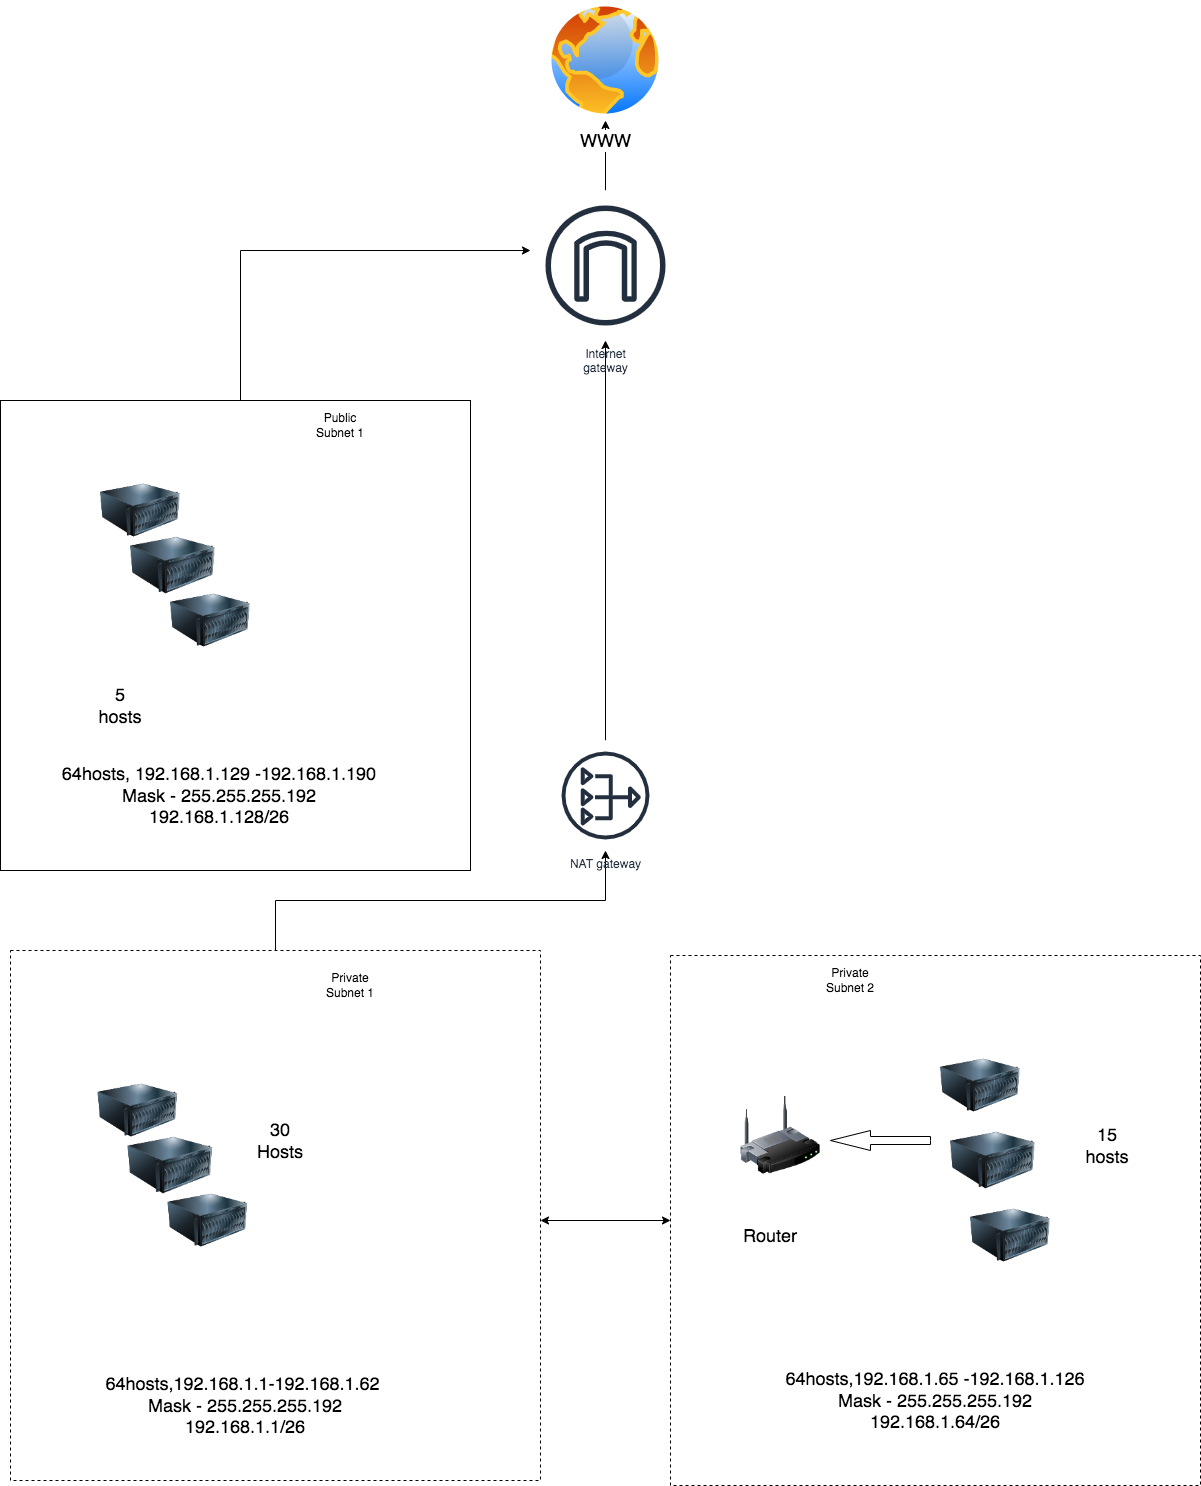 WWW
Internet
gateway
Public
Subnet 1
5
hosts
64hosts, 192.168.1.129 -192.168.1.190
Mask - 255.255.255.192
192.168.1.128/26
NAT gateway
Private
Subnet 1
30
Hosts
64hosts,192.168.1.1-192.168.1.62
Mask - 255.255.255.192
192.168.1.1/26
Private
Subnet 2
15
hosts
Router
64hosts,192.168.1.65 -192.168.1.126
Mask - 255.255.255.192
192.168.1.64/26